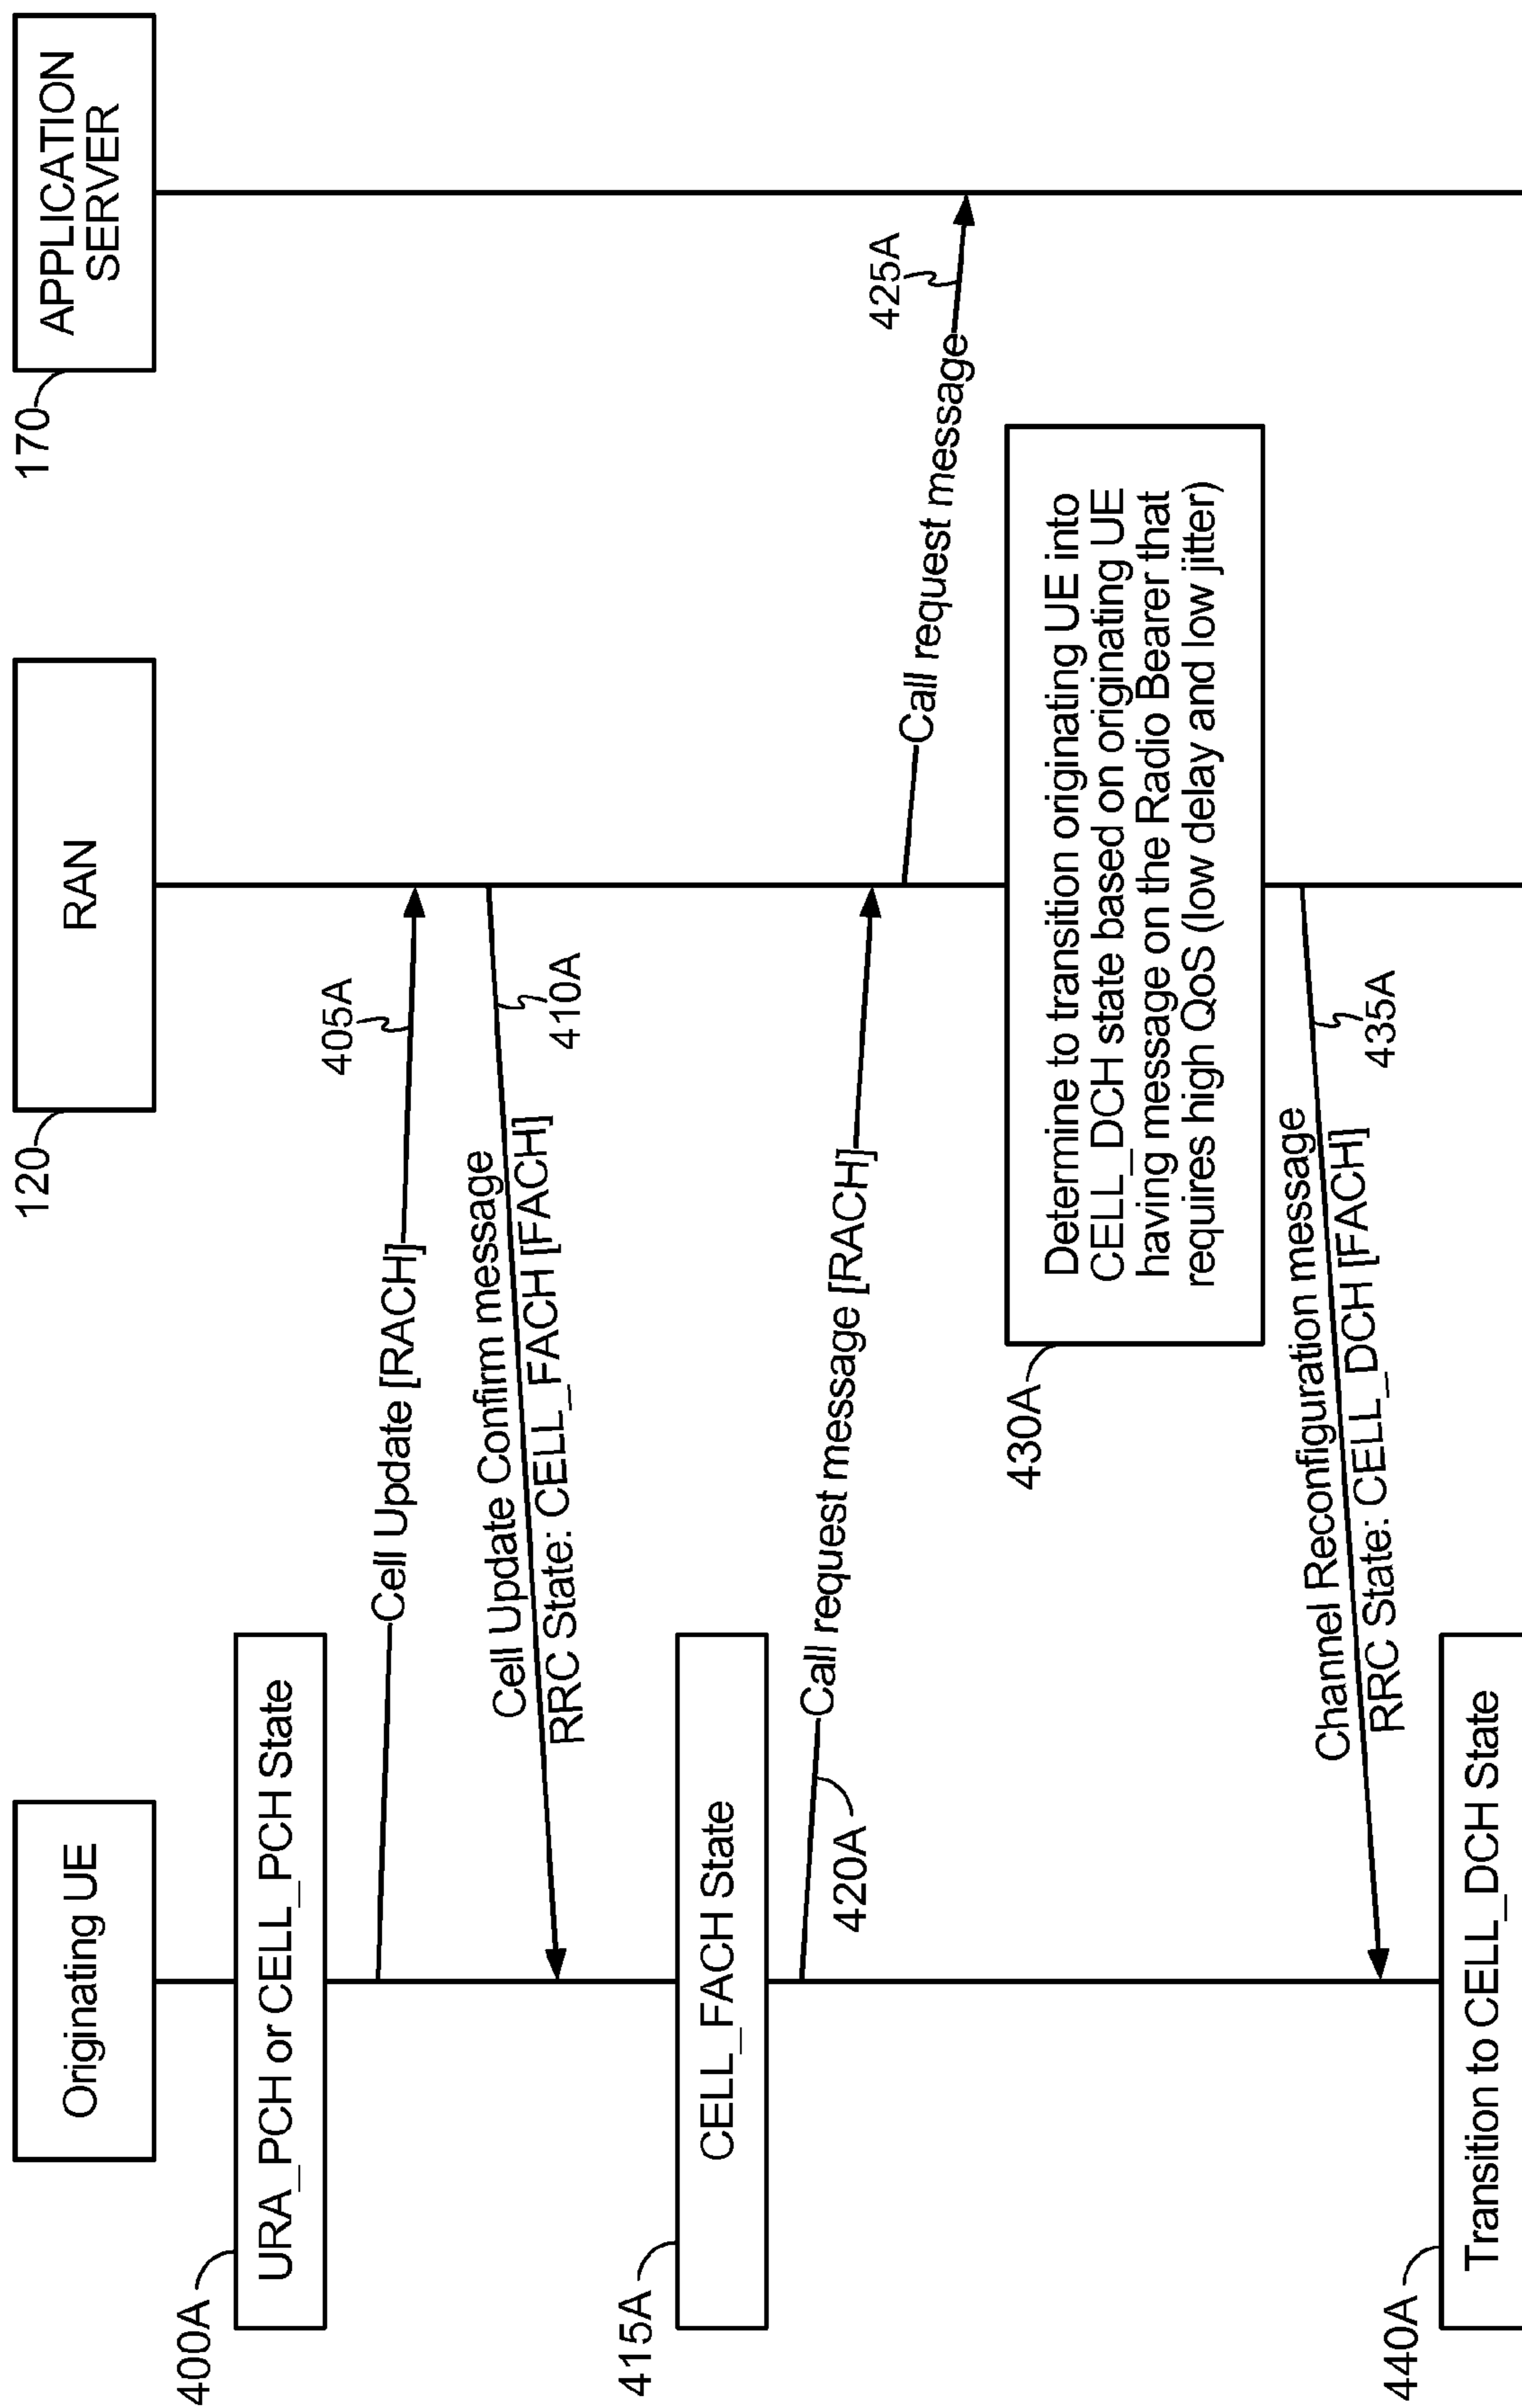 Originating UE
RAN
120
APPLICATION
SERVER
170
400A
URA_PCH or CELL_PCH State
Cell Update [RACH]
405A
Cell Update Confirm message
RRC State: CELL_FACH [FACH]
410A
415A
CELL_FACH State
Call request message [RACH]
420A
Call request message
425A
430A
Determine to transition originating UE into
CELL_DCH state based on originating UE
having message on the Radio Bearer that
requires high QoS (low delay and low jitter)
Channel Reconfiguration message
RRC State: CELL_DCH [FACH]
435A
440A
Transition to CELL_DCH State